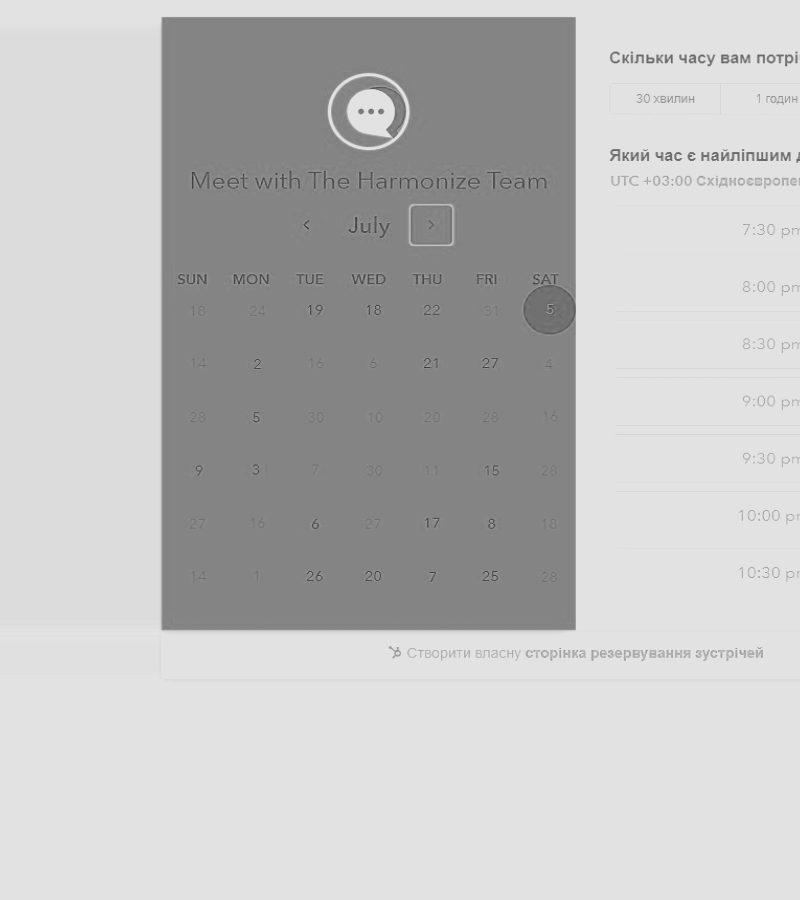 Meet with The Harmonize Team
July
SUN MON TUE WED THU FRI SAT
18 24 19 18 22 31 5
14 2 16 6 21 27 4
28 5 30 10 20 28 16
9 3 7 30 11 15 28
27 16 6 27 17 8 18
14 1 26 20 7 25 28
Скільки часу вам потрі
30 хвилин 1 годин
Який час є найліпшим
UTC +03:00 Східноєвропе
7:30 pm
8:00 pm
8:30 pm
9:00 pm
9:30 pm
10:00 pm
10:30 pm
Створити власну сторінка резервування зустрічей